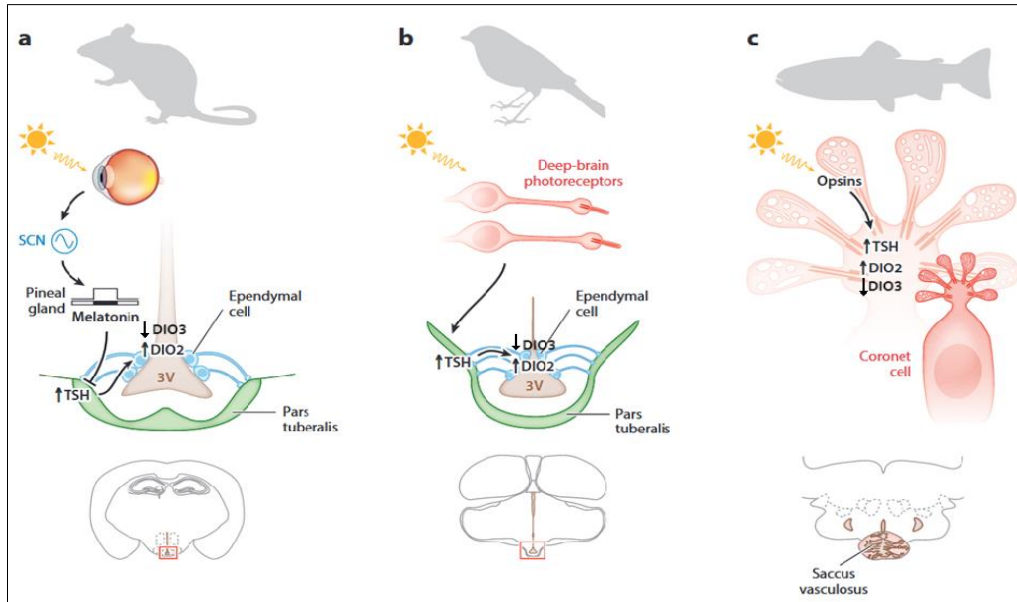 a
SCN
Pineal
gland
Melatonin
↓ DIO3
↑ DIO2
Ependymal
cell
3V
↑ TSH
Pars
tuberalis
b
Deep-brain
photoreceptors
↓ DIO3
Ependymal
cell
↑ TSH
↑ DIO2
3V
Pars
tuberalis
c
Opsins
↑ TSH
↑ DIO2
↓ DIO3
Coronet
cell
Saccus
vasculosus